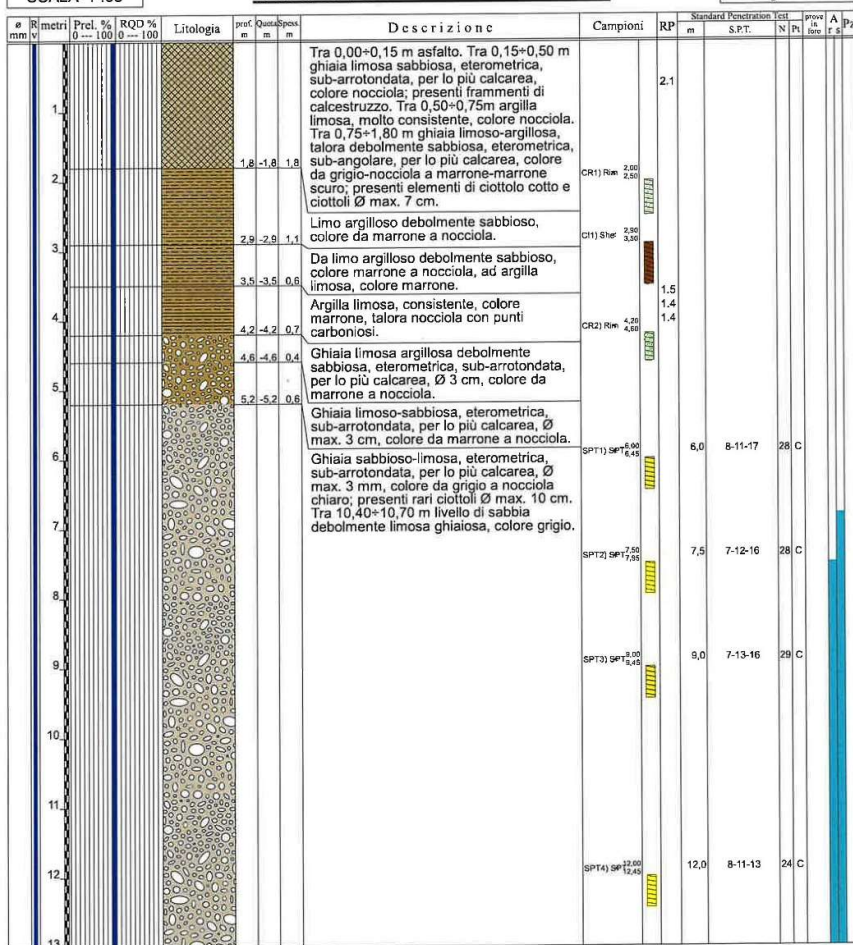 ø mm R v metri Prel. % 0 --- 100 RQD % 0 --- 100 Litologia prof. m Quota m Spess. m Descrizione Campioni RP Standard Penetration Test m S.P.T. N Pt prove in foro A r s Pz
Tra 0,00÷0,15 m asfalto. Tra 0,15÷0,50 m
ghiaia limosa sabbiosa, eterometrica,
sub-arrotondata, per lo più calcarea,
colore nocciola; presenti frammenti di
calcestruzzo. Tra 0,50÷0,75m argilla
limosa, molto consistente, colore nocciola.
Tra 0,75÷1,80 m ghiaia limoso-argillosa,
talora debolmente sabbiosa, eterometrica,
sub-angolare, per lo più calcarea, colore
da grigio-nocciola a marrone-marrone
scuro; presenti elementi di ciottolo cotto e
ciottoli Ø max. 7 cm.
2.1
1
1,8 -1,8 1,8
2
CR1) Rim 2,00 2,50
Limo argilloso debolmente sabbioso,
colore da marrone a nocciola.
2,9 -2,9 1,1
CI1) She 2,90 3,50
3
Da limo argilloso debolmente sabbioso,
colore marrone a nocciola, ad argilla
limosa, colore marrone.
3,5 -3,5 0,6
1.5
1.4
1.4
4
Argilla limosa, consistente, colore
marrone, talora nocciola con punti
carboniosi.
4,2 -4,2 0,7
CR2) Rim 4,20 4,60
Ghiaia limosa argillosa debolmente
sabbiosa, eterometrica, sub-arrotondata,
per lo più calcarea, Ø 3 cm, colore da
marrone a nocciola.
4,6 -4,6 0,4
5
5,2 -5,2 0,6
Ghiaia limoso-sabbiosa, eterometrica,
sub-arrotondata, per lo più calcarea, Ø
max. 3 cm, colore da marrone a nocciola.
6
SPT1) SPT 6,00 6,45 6,0 8-11-17 28 C
Ghiaia sabbioso-limosa, eterometrica,
sub-arrotondata, per lo più calcarea, Ø
max. 3 mm, colore da grigio a nocciola
chiaro; presenti rari ciottoli Ø max. 10 cm.
Tra 10,40÷10,70 m livello di sabbia
debolmente limosa ghiaiosa, colore grigio.
7
SPT2) SPT 7,50 7,95 7,5 7-12-16 28 C
8
9
SPT3) SPT 9,00 9,45 9,0 7-13-16 29 C
10
11
12
SPT4) SPT 12,00 12,45 12,0 8-11-13 24 C
13